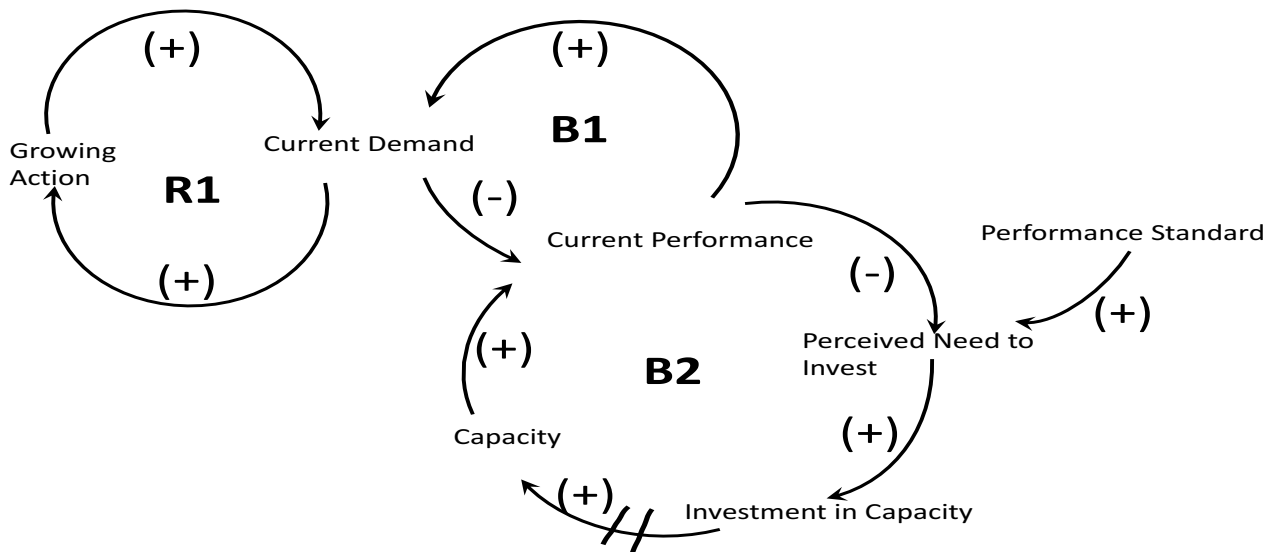 (+)
(+)
B1
Current Demand
Growing
Action
R1
(-)
Current Performance
Performance Standard
(+)
(-)
(+)
Perceived Need to
Invest
(+)
B2
(+)
Capacity
(+)
Investment in Capacity